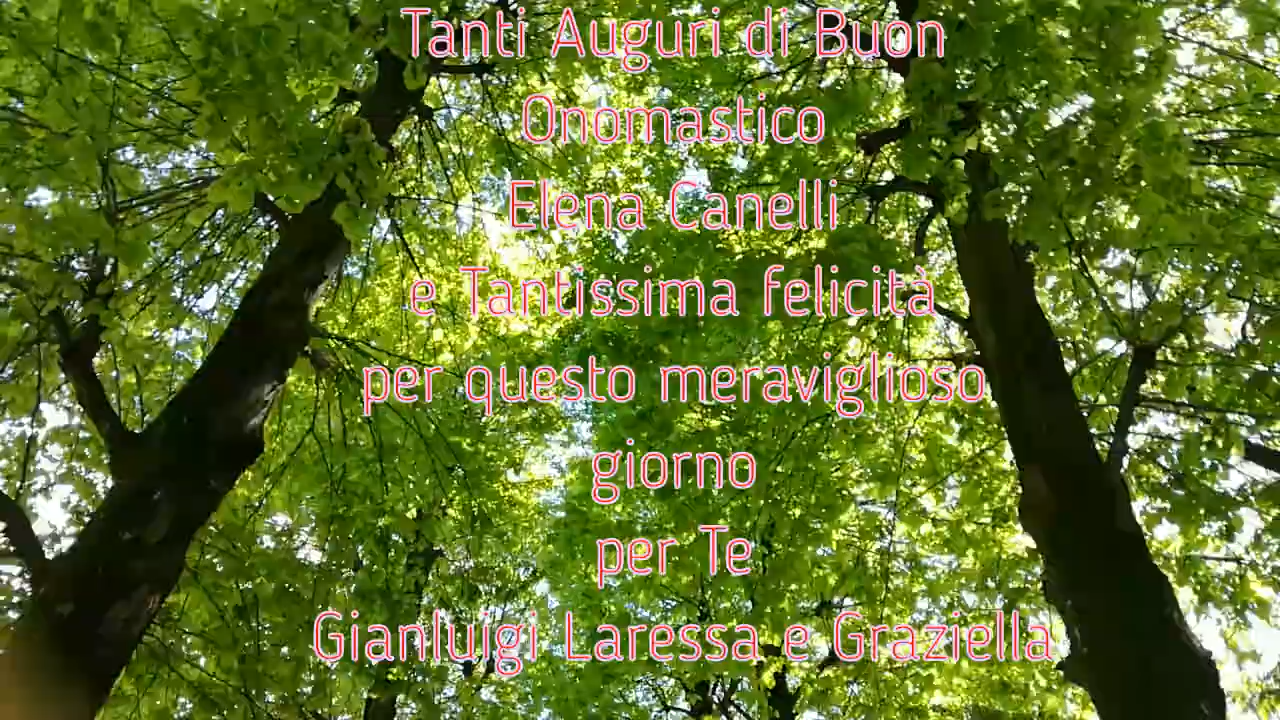 Tanti Auguri di Buon
Onomastico
Elena Canelli
e Tantissima felicità
per questo meraviglioso
giorno
per Te
Gianluigi Laressa e Graziella